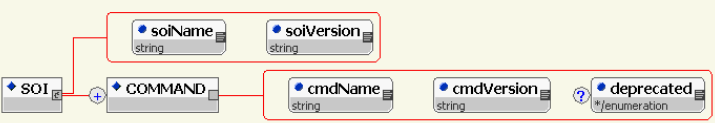 soiName
string
soiVersion
string
SOI
COMMAND
cmdName
string
cmdVersion
string
?
deprecated
*/enumeration